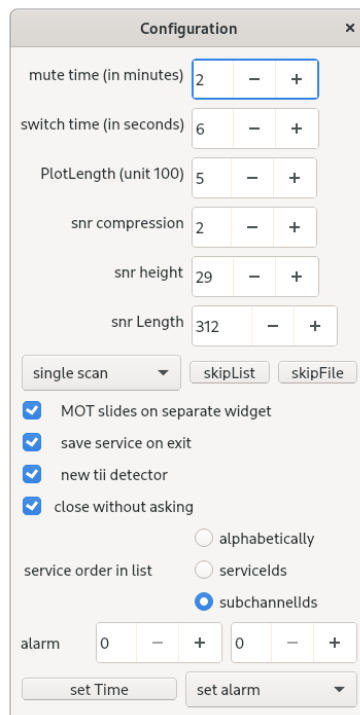 Configuration ×
mute time (in minutes) 2 − +
switch time (in seconds) 6 − +
PlotLength (unit 100) 5 − +
snr compression 2 − +
snr height 29 − +
snr Length 312 − +
single scan skipList skipFile
MOT slides on separate widget
save service on exit
new tii detector
close without asking
alphabetically
service order in list serviceIds
subchannelIds
alarm 0 − + 0 − +
set Time set alarm